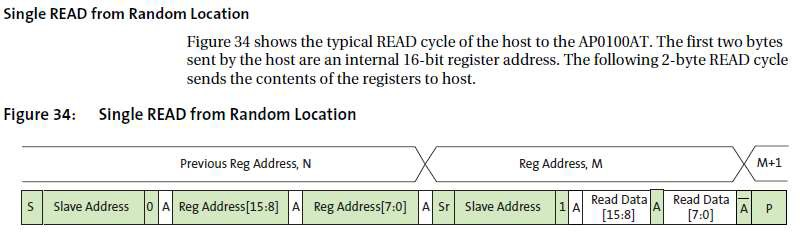 Single READ from Random Location
Figure 34 shows the typical READ cycle of the host to the AP0100AT. The first two bytes
sent by the host are an internal 16-bit register address. The following 2-byte READ cycle
sends the contents of the registers to host.
Figure 34: Single READ from Random Location
Previous Reg Address, N Reg Address, M M+1
S Slave Address 0 A Reg Address[15:8] A Reg Address[7:0] A Sr Slave Address 1 A Read Data [15:8] A Read Data [7:0] A̅ P